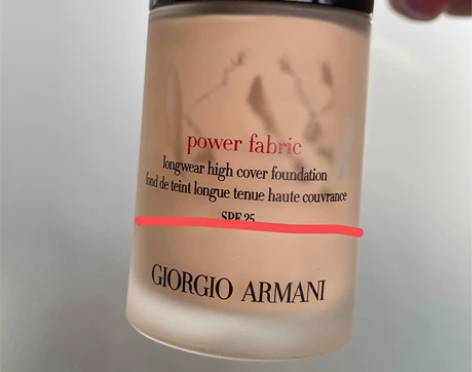 power fabric
longwear high cover foundation
fond de teint longue tenue haute couvrance
SPF 25
GIORGIO ARMANI